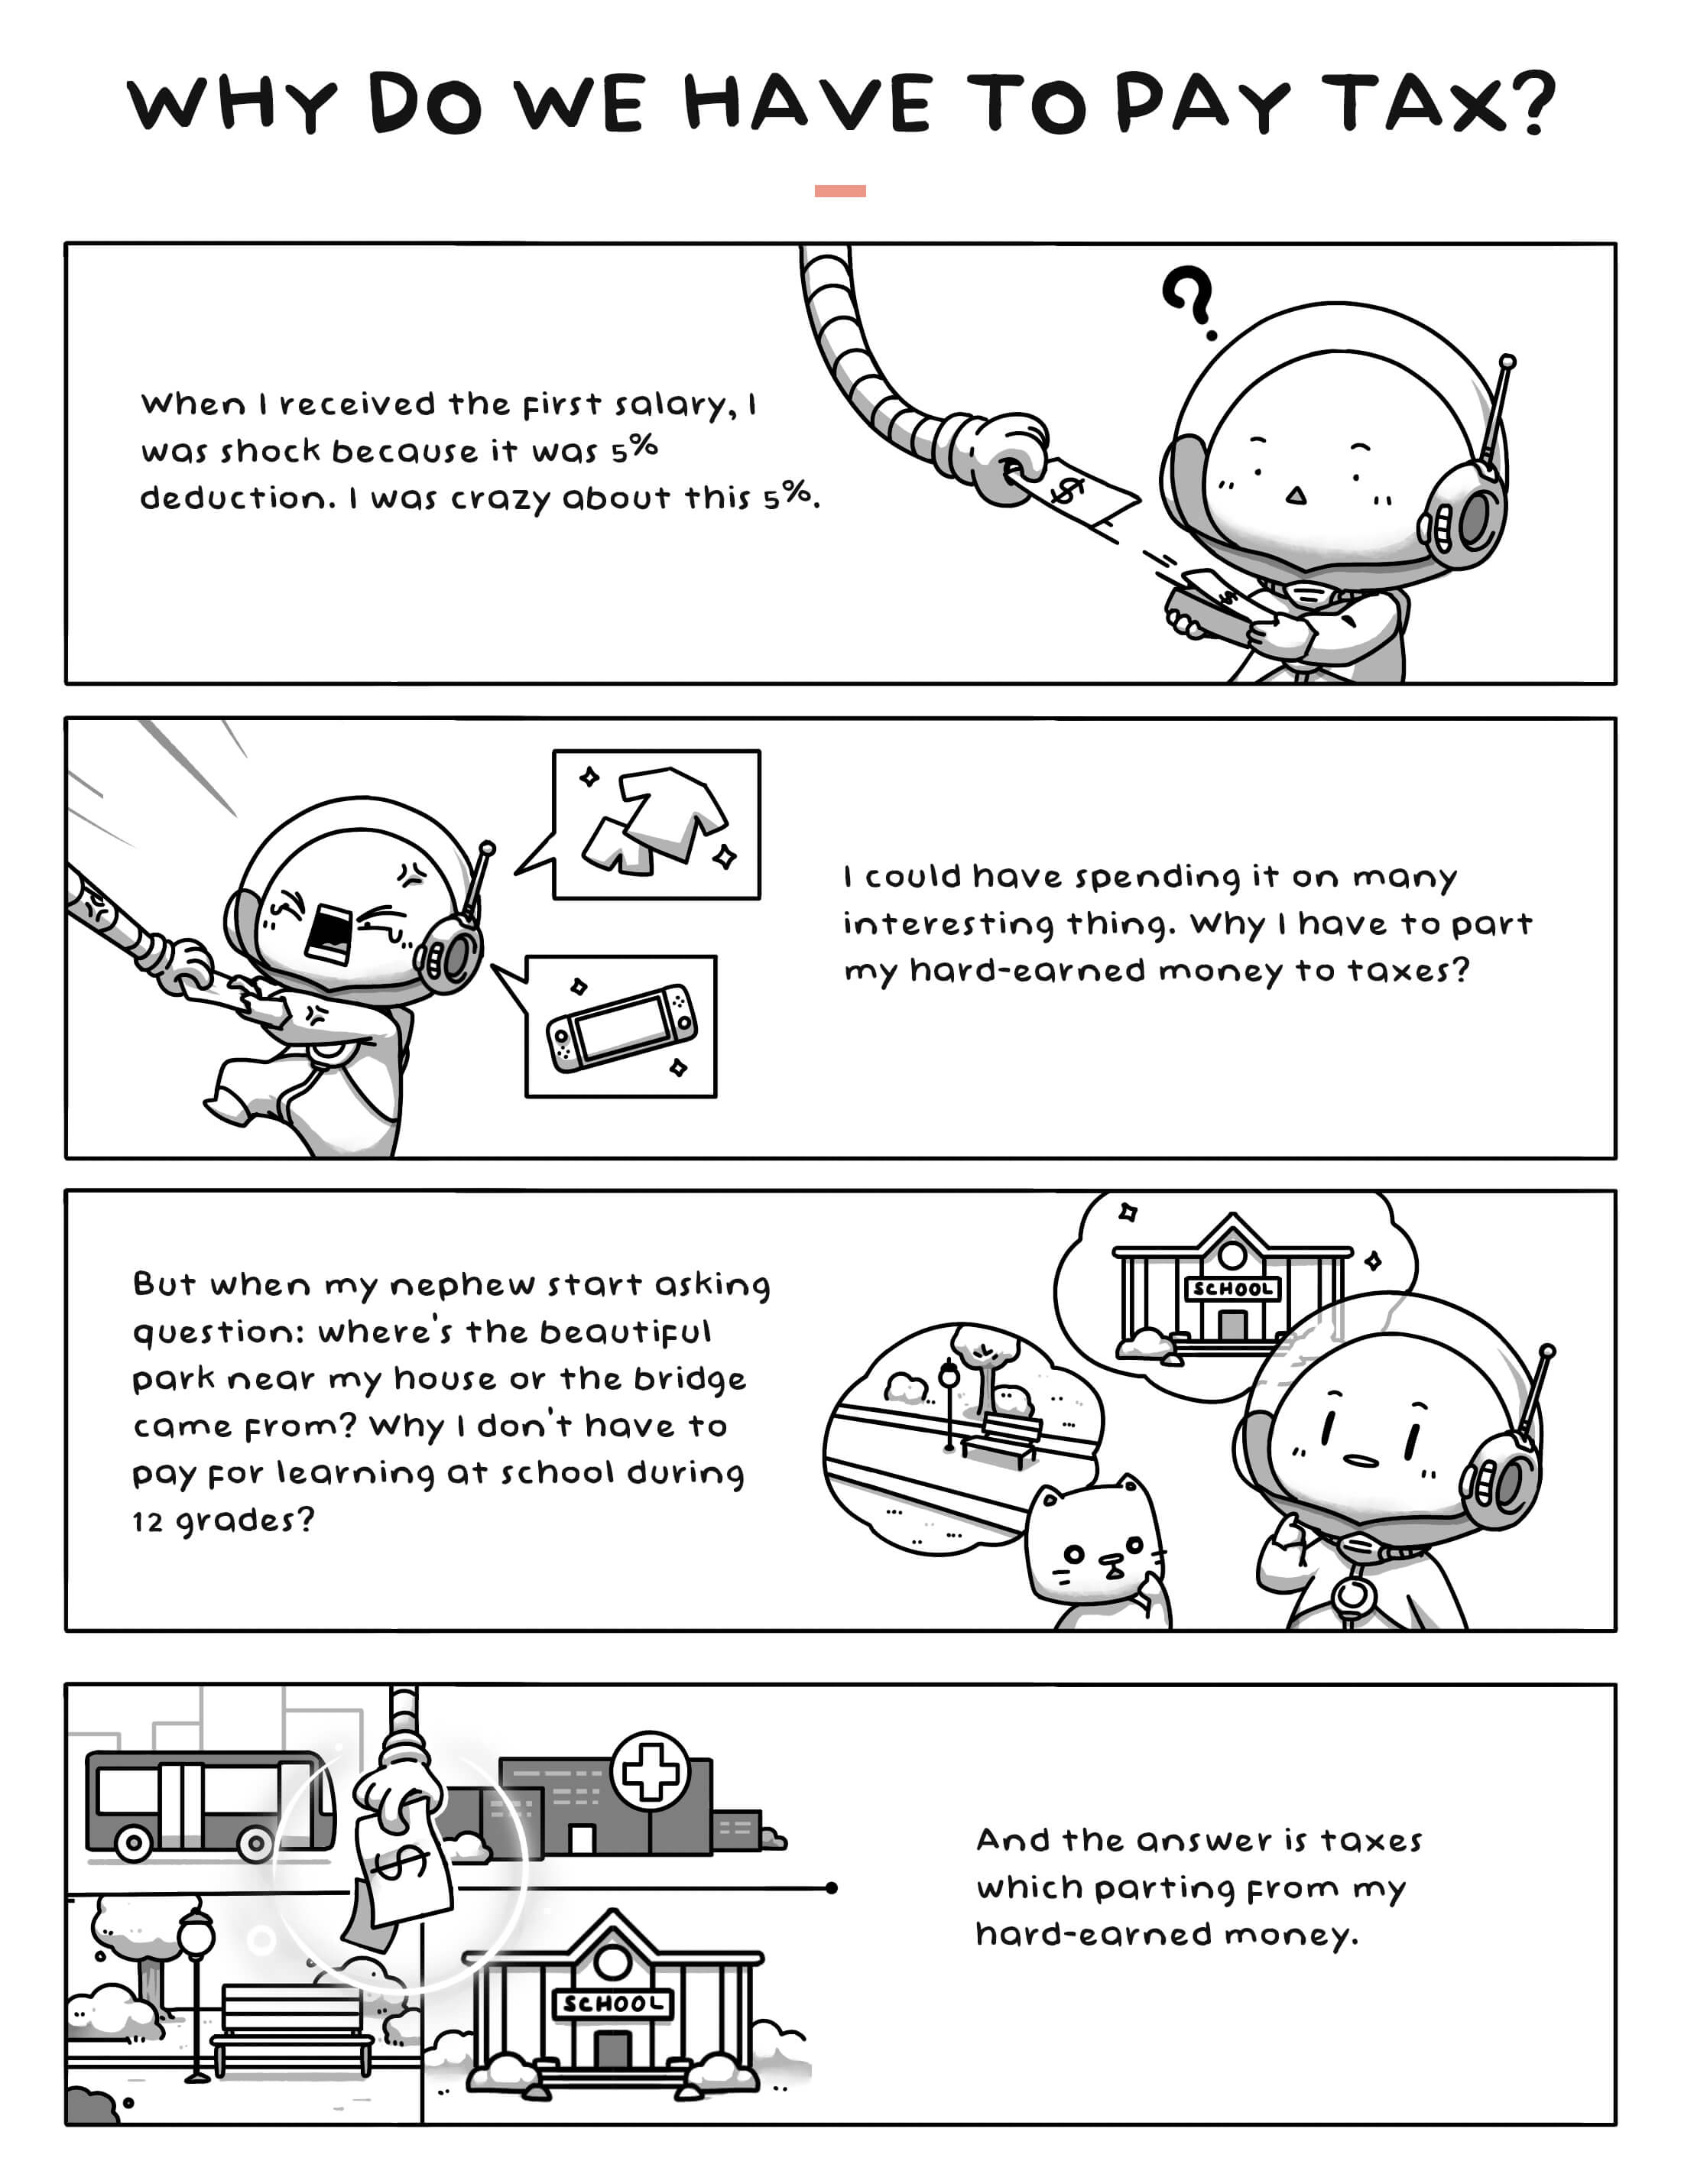 WHY DO WE HAVE TO PAY TAX?
?
When I received the first salary, I
was shock because it was 5%
deduction. I was crazy about this 5%.
$
$
I could have spending it on many
interesting thing. Why I have to part
my hard-earned money to taxes?
But when my nephew start asking
question: where's the beautiful
park near my house or the bridge
came from? Why I don't have to
pay for learning at school during
12 grades?
SCHOOL
$
SCHOOL
And the answer is taxes
which parting from my
hard-earned money.